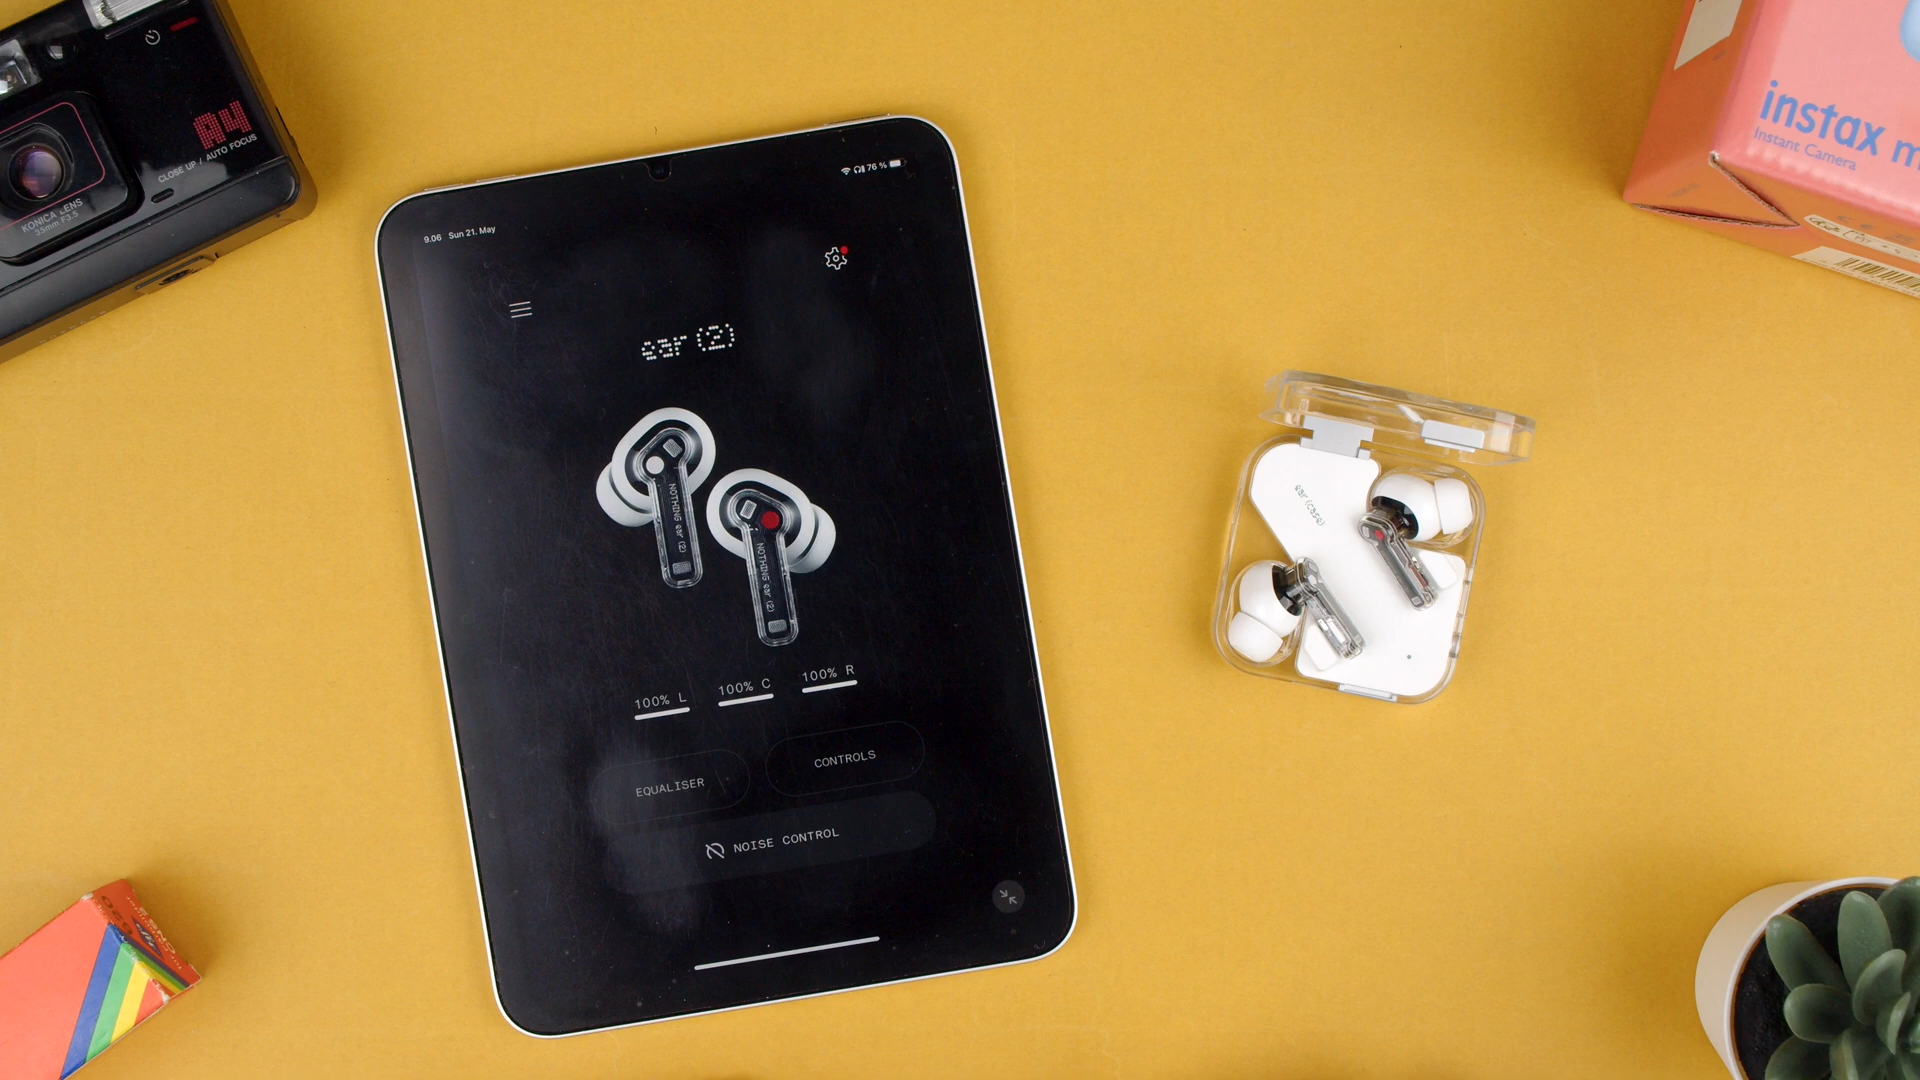 04
CLOSE UP / AUTO FOCUS
KONICA LENS
35mm F3.5
9.06 Sun 21. May
76 %
ear (2)
NOTHING ear (2)
NOTHING ear (2)
100% L
100% C
100% R
EQUALISER
CONTROLS
NOISE CONTROL
ear (case)
instax m
Instant Camera